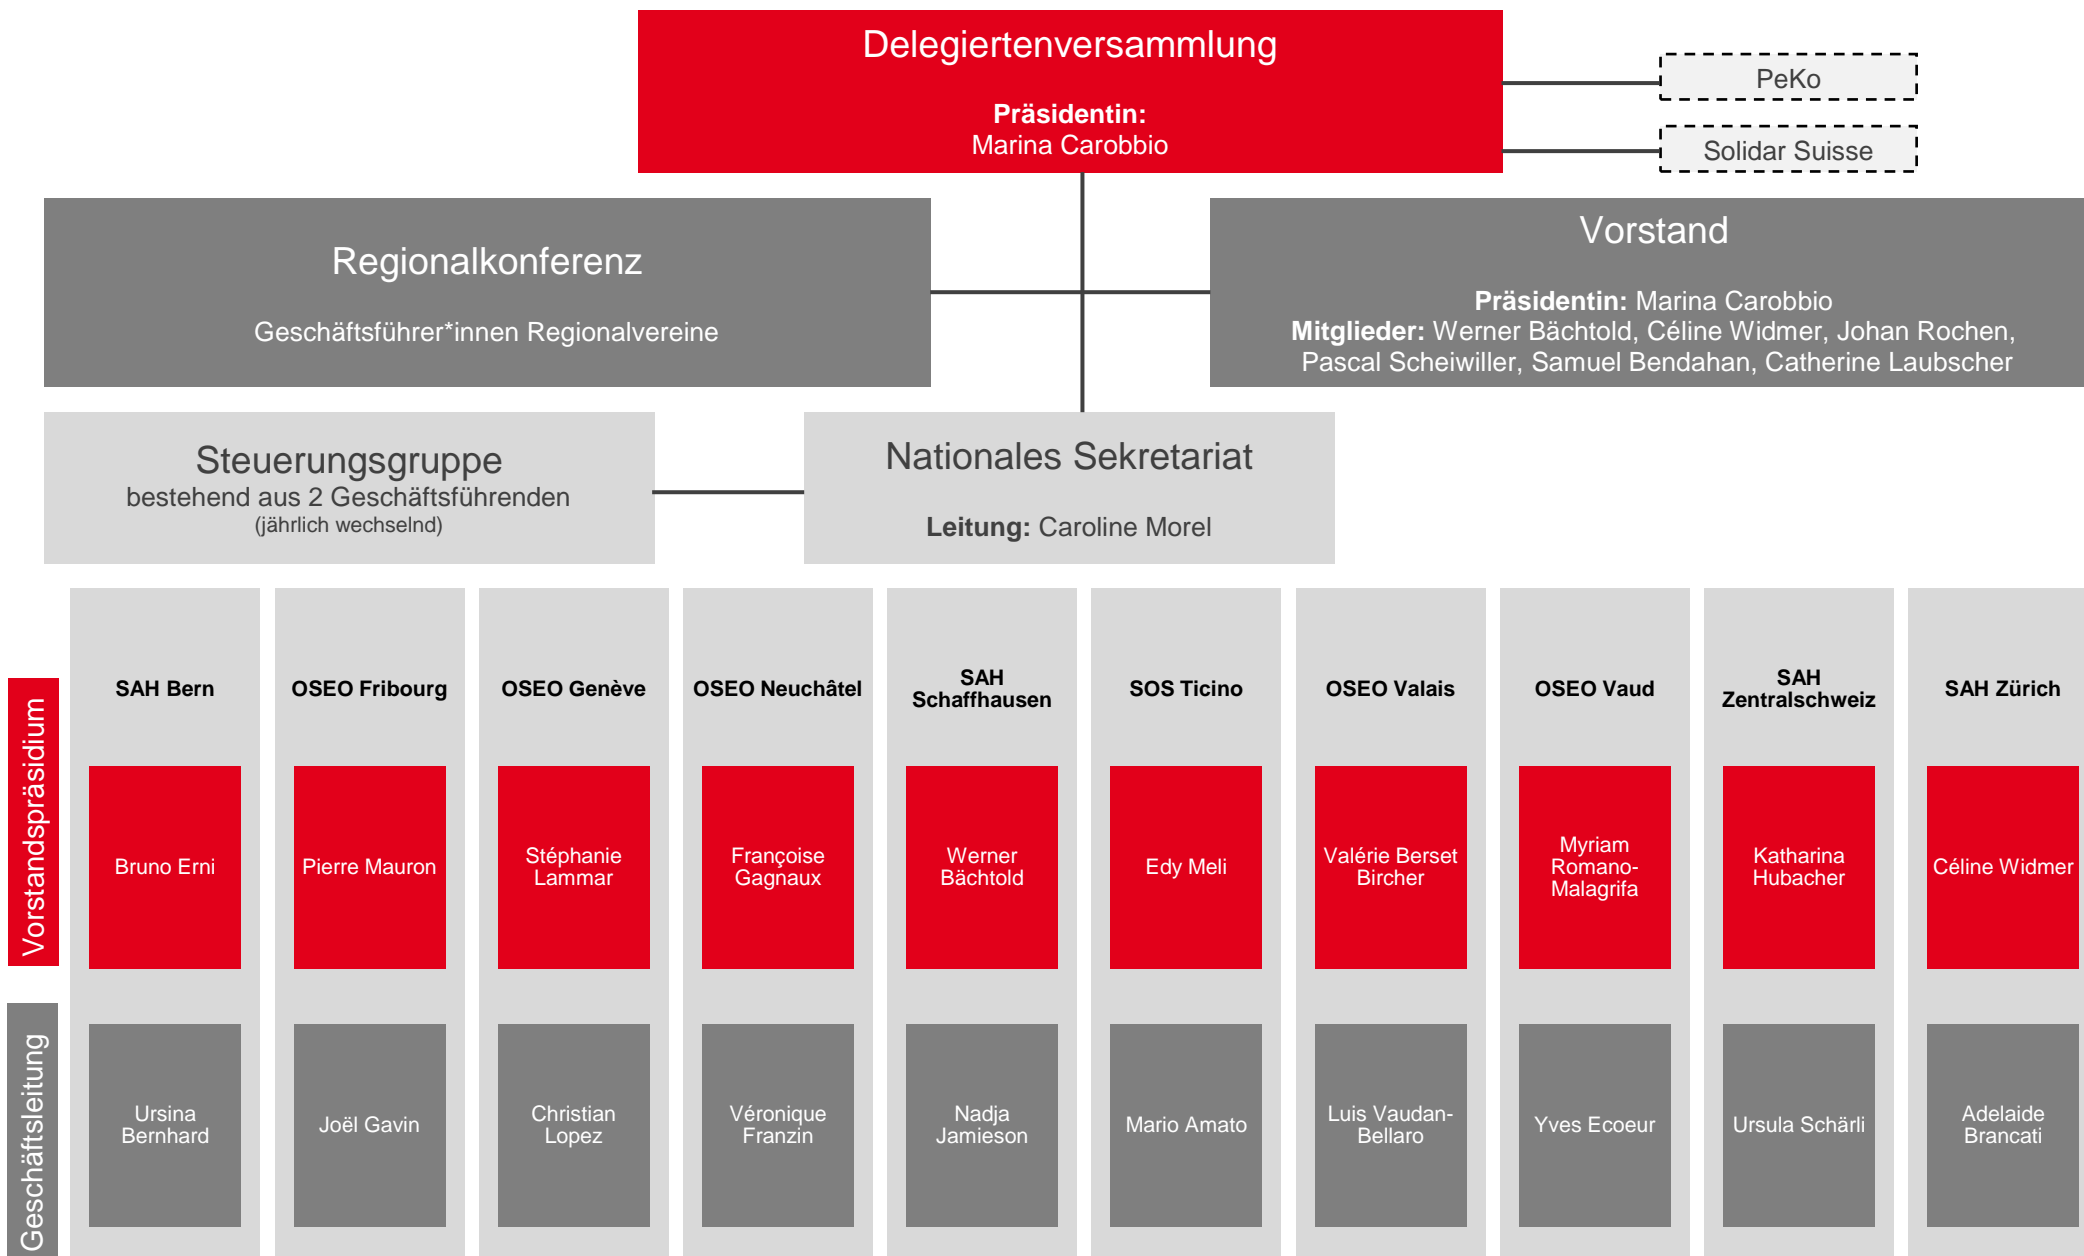 Delegiertenversammlung
Präsidentin:
Marina Carobbio
PeKo
Solidar Suisse
Regionalkonferenz
Geschäftsführer*innen Regionalvereine
Vorstand
Präsidentin: Marina Carobbio
Mitglieder: Werner Bächtold, Céline Widmer, Johan Rochen,
Pascal Scheiwiller, Samuel Bendahan, Catherine Laubscher
Steuerungsgruppe
bestehend aus 2 Geschäftsführenden
(jährlich wechselnd)
Nationales Sekretariat
Leitung: Caroline Morel
SAH Bern
OSEO Fribourg
OSEO Genève
OSEO Neuchâtel
SAH
Schaffhausen
SOS Ticino
OSEO Valais
OSEO Vaud
SAH
Zentralschweiz
SAH Zürich
Vorstandspräsidium
Bruno Erni
Pierre Mauron
Stéphanie
Lammar
Françoise
Gagnaux
Werner
Bächtold
Edy Meli
Valérie Berset
Bircher
Myriam
Romano-
Malagrifa
Katharina
Hubacher
Céline Widmer
Geschäftsleitung
Ursina
Bernhard
Joël Gavin
Christian
Lopez
Véronique
Franzin
Nadja
Jamieson
Mario Amato
Luis Vaudan-
Bellaro
Yves Ecoeur
Ursula Schärli
Adelaide
Brancati